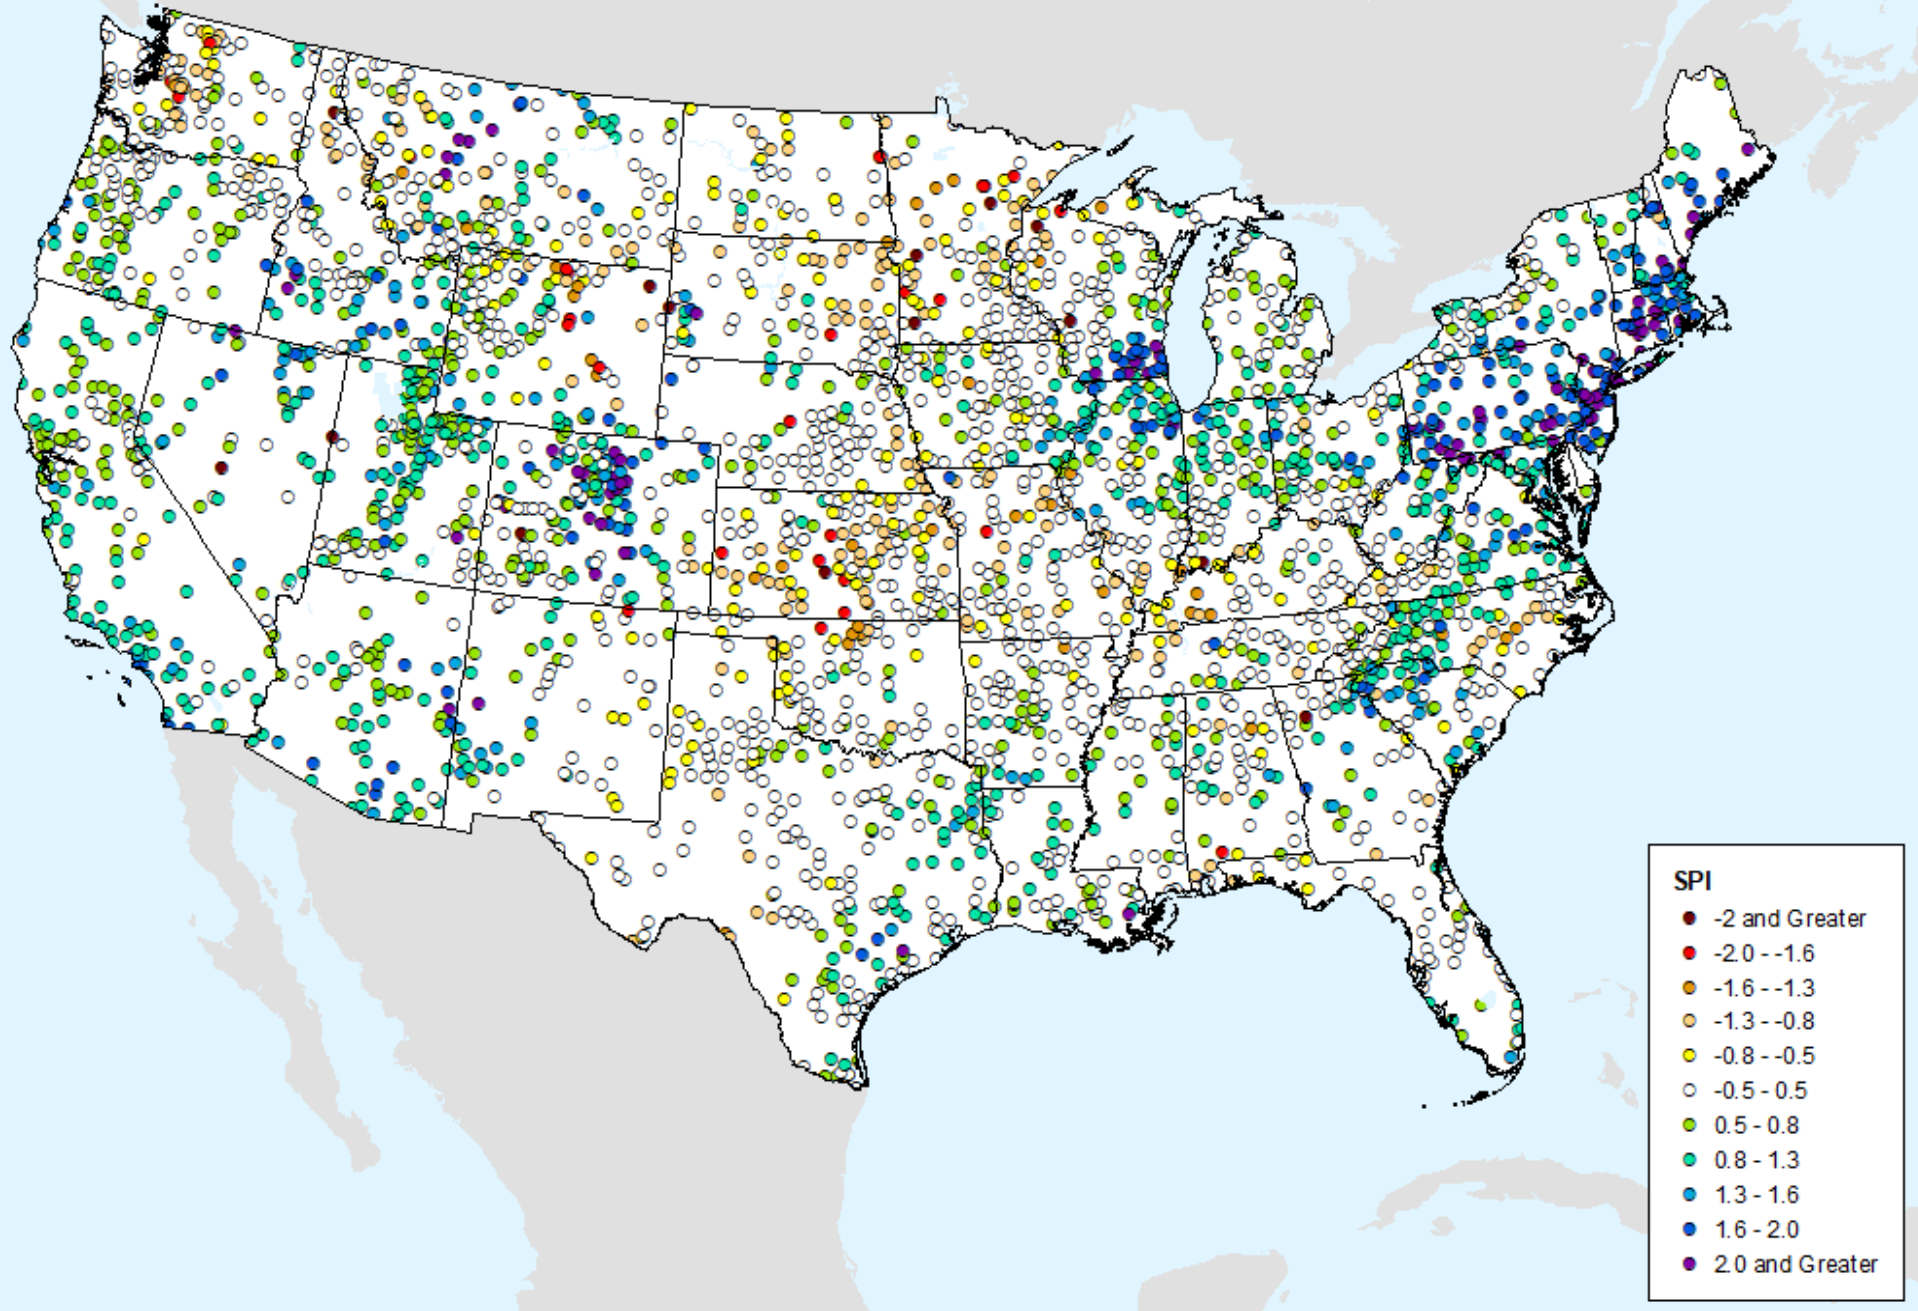 SPI
-2 and Greater
-2.0 - -1.6
-1.6 - -1.3
-1.3 - -0.8
-0.8 - -0.5
-0.5 - 0.5
0.5 - 0.8
0.8 - 1.3
1.3 - 1.6
1.6 - 2.0
2.0 and Greater